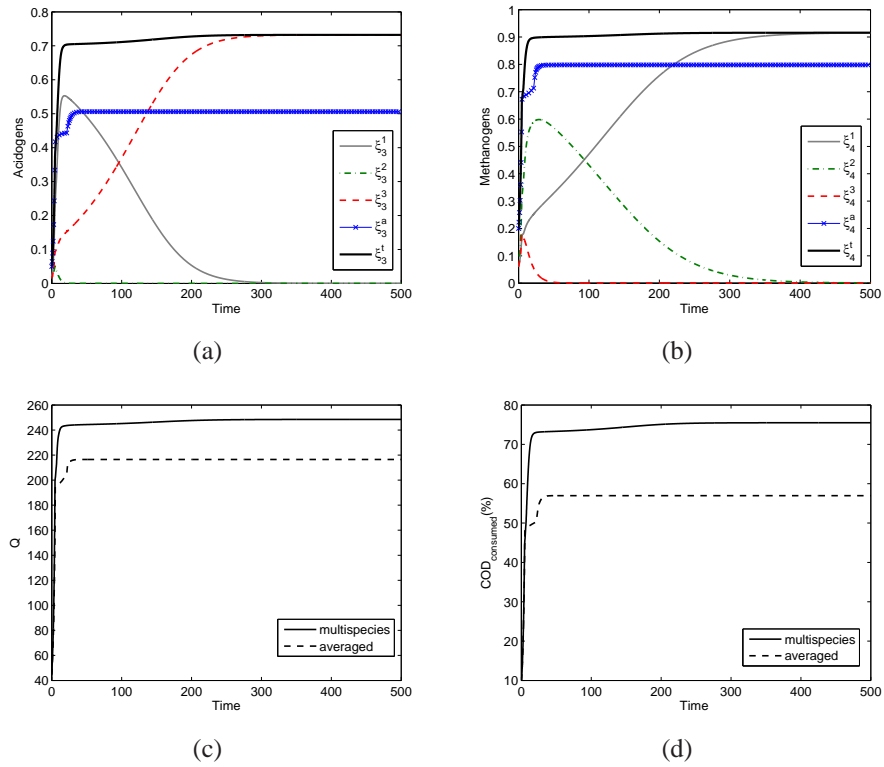 0.8
0.7
0.6
0.5
0.4
0.3
0.2
0.1
0
Acidogens
0 100 200 300 400 500
Time
ξ₃¹
ξ₃²
ξ₃³
ξ₃ᵃ
ξ₃ᵗ
(a)
1
0.9
0.8
0.7
0.6
0.5
0.4
0.3
0.2
0.1
0
Methanogens
0 100 200 300 400 500
Time
ξ₄¹
ξ₄²
ξ₄³
ξ₄ᵃ
ξ₄ᵗ
(b)
260
240
220
200
180
160
140
120
100
80
60
40
Q
0 100 200 300 400 500
Time
multispecies
averaged
(c)
80
70
60
50
40
30
20
10
COD_consumed(%)
0 100 200 300 400 500
Time
multispecies
averaged
(d)